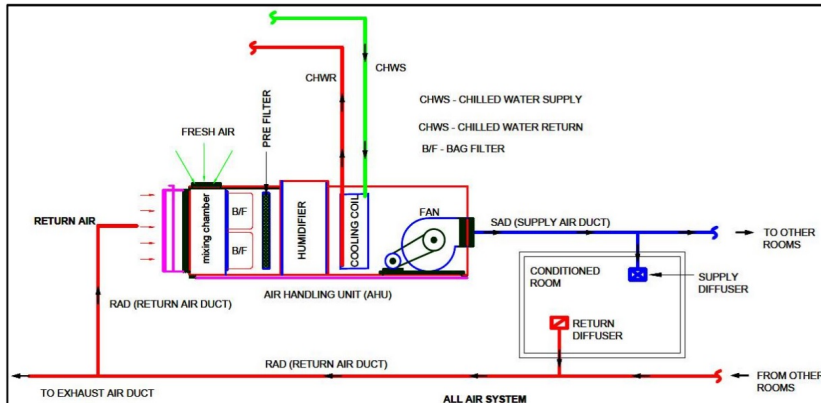 CHWR
CHWS
CHWS - CHILLED WATER SUPPLY
CHWS - CHILLED WATER RETURN
B/F - BAG FILTER
FRESH AIR
PRE FILTER
RETURN AIR
mixing chamber
B/F
B/F
HUMIDIFIER
COOLING COIL
FAN
SAD (SUPPLY AIR DUCT)
TO OTHER
ROOMS
CONDITIONED
ROOM
SUPPLY
DIFFUSER
AIR HANDLING UNIT (AHU)
RAD (RETURN AIR DUCT)
RETURN
DIFFUSER
RAD (RETURN AIR DUCT)
FROM OTHER
ROOMS
TO EXHAUST AIR DUCT
ALL AIR SYSTEM